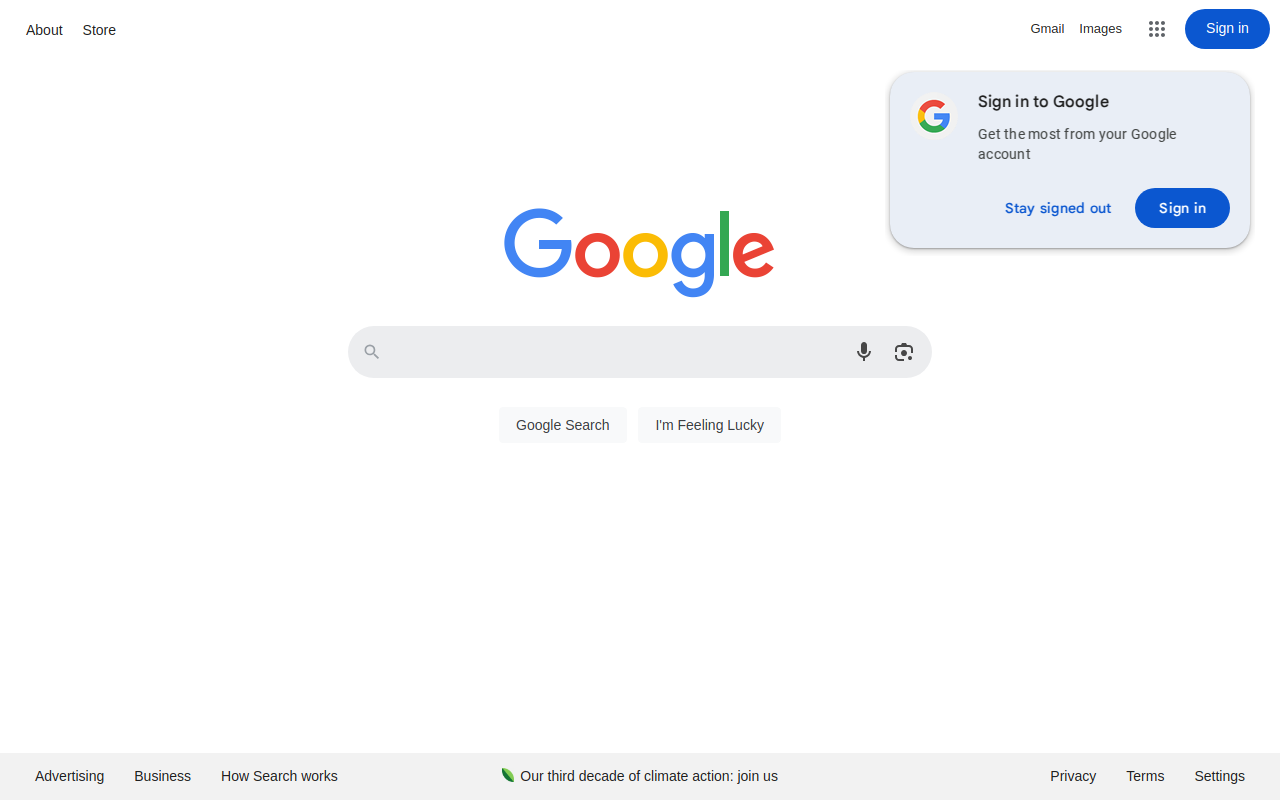 About Store
Gmail Images
Sign in
Sign in to Google
Get the most from your Google
account
Stay signed out
Sign in
Google
Google Search
I'm Feeling Lucky
Advertising Business How Search works
Our third decade of climate action: join us
Privacy Terms Settings